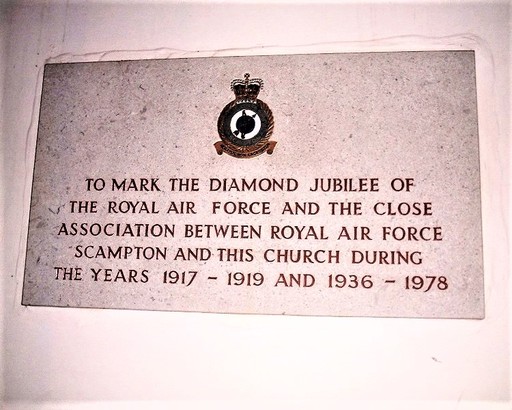 TO MARK THE DIAMOND JUBILEE OF
THE ROYAL AIR FORCE AND THE CLOSE
ASSOCIATION BETWEEN ROYAL AIR FORCE
SCAMPTON AND THIS CHURCH DURING
THE YEARS 1917 - 1919 AND 1936 - 1978